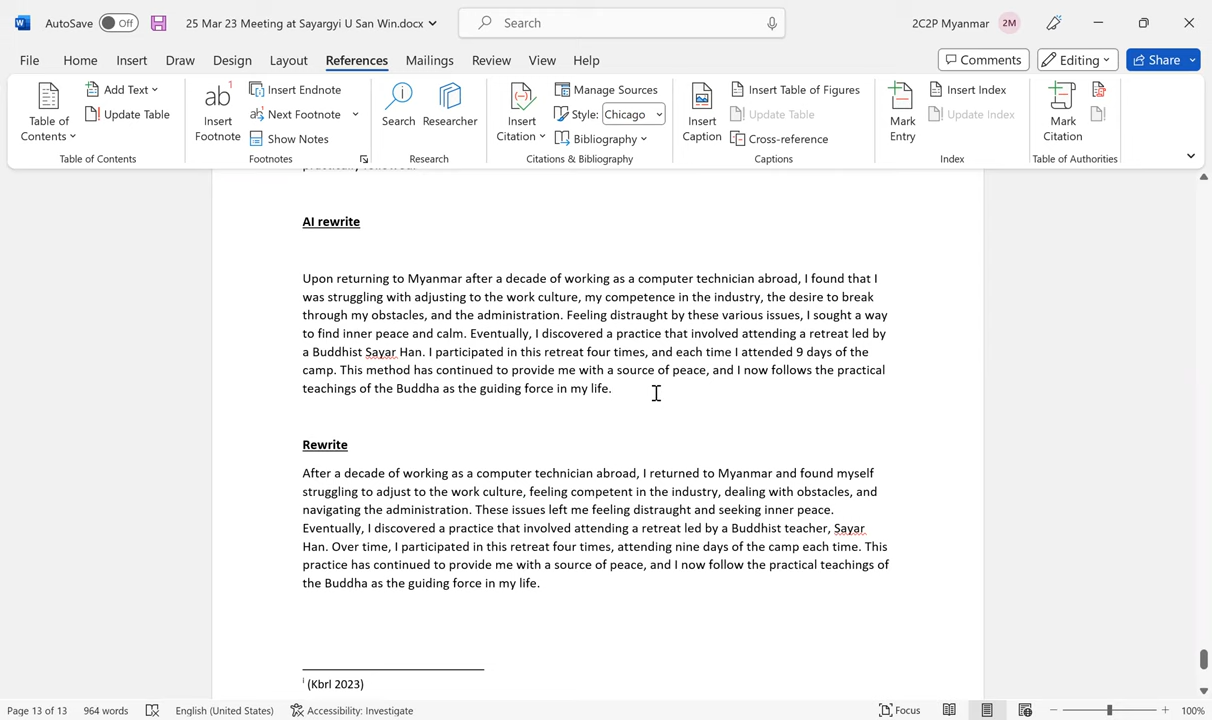 AutoSave Off 25 Mar 23 Meeting at Sayargyi U San Win.docx Search 2C2P Myanmar 2M
File Home Insert Draw Design Layout References Mailings Review View Help Comments Editing Share
Table of Contents Add Text Update Table
Table of Contents
Insert Footnote Insert Endnote Next Footnote Show Notes
Footnotes
Search Researcher
Research
Insert Citation Manage Sources Style: Chicago Bibliography
Citations & Bibliography
Insert Caption Insert Table of Figures Update Table Cross-reference
Captions
Mark Entry Insert Index Update Index
Index
Mark Citation
Table of Authorities
AI rewrite
Upon returning to Myanmar after a decade of working as a computer technician abroad, I found that I
was struggling with adjusting to the work culture, my competence in the industry, the desire to break
through my obstacles, and the administration. Feeling distraught by these various issues, I sought a way
to find inner peace and calm. Eventually, I discovered a practice that involved attending a retreat led by
a Buddhist Sayar Han. I participated in this retreat four times, and each time I attended 9 days of the
camp. This method has continued to provide me with a source of peace, and I now follows the practical
teachings of the Buddha as the guiding force in my life.
Rewrite
After a decade of working as a computer technician abroad, I returned to Myanmar and found myself
struggling to adjust to the work culture, feeling competent in the industry, dealing with obstacles, and
navigating the administration. These issues left me feeling distraught and seeking inner peace.
Eventually, I discovered a practice that involved attending a retreat led by a Buddhist teacher, Sayar
Han. Over time, I participated in this retreat four times, attending nine days of the camp each time. This
practice has continued to provide me with a source of peace, and I now follow the practical teachings of
the Buddha as the guiding force in my life.
i (Kbrl 2023)
Page 13 of 13 964 words English (United States) Accessibility: Investigate Focus 100%